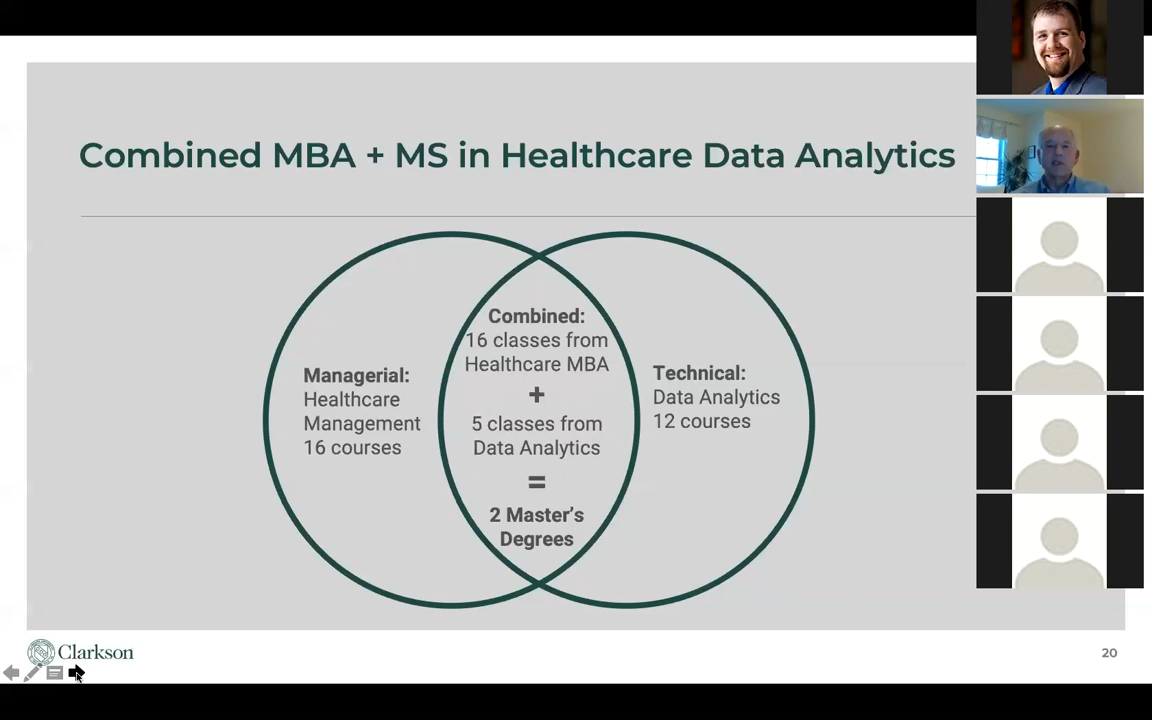 Combined MBA + MS in Healthcare Data Analytics
Managerial:
Healthcare
Management
16 courses
Combined:
16 classes from
Healthcare MBA
+
5 classes from
Data Analytics
=
2 Master's
Degrees
Technical:
Data Analytics
12 courses
Clarkson
20